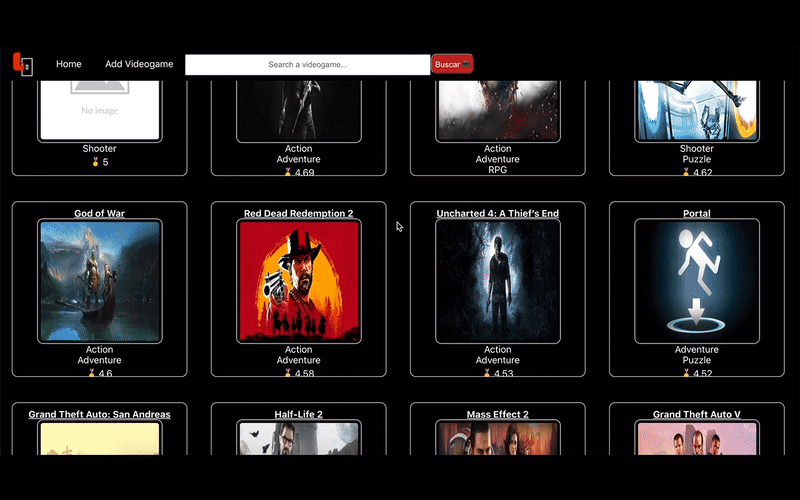 Home Add Videogame Search a videogame... Buscar
No Image
Shooter
5
Action
Adventure
4.69
Action
Adventure
RPG
Shooter
Puzzle
4.62
God of War
Action
Adventure
4.6
Red Dead Redemption 2
Action
Adventure
4.58
Uncharted 4: A Thief's End
Action
Adventure
4.53
Portal
Adventure
Puzzle
4.52
Grand Theft Auto: San Andreas
Half-Life 2
Mass Effect 2
Grand Theft Auto V